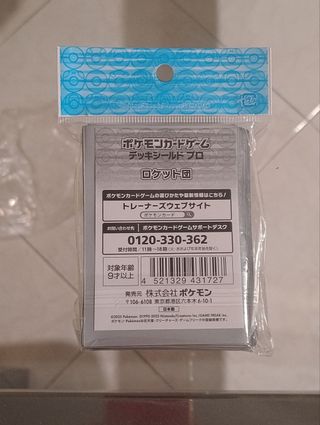 ポケモンカードゲーム
デッキシールド プロ
ロケット団
ポケモンカードゲームの遊びかたや最新情報はこちら!
トレーナーズウェブサイト
ポケモンカード
お問い合わせ先 ポケモンカードゲームサポートデスク
0120-330-362
対象年齢
9才以上
4 521329 431727
発売元 株式会社ポケモン
〒106-6108 東京都港区六本木6-10-1
日本製